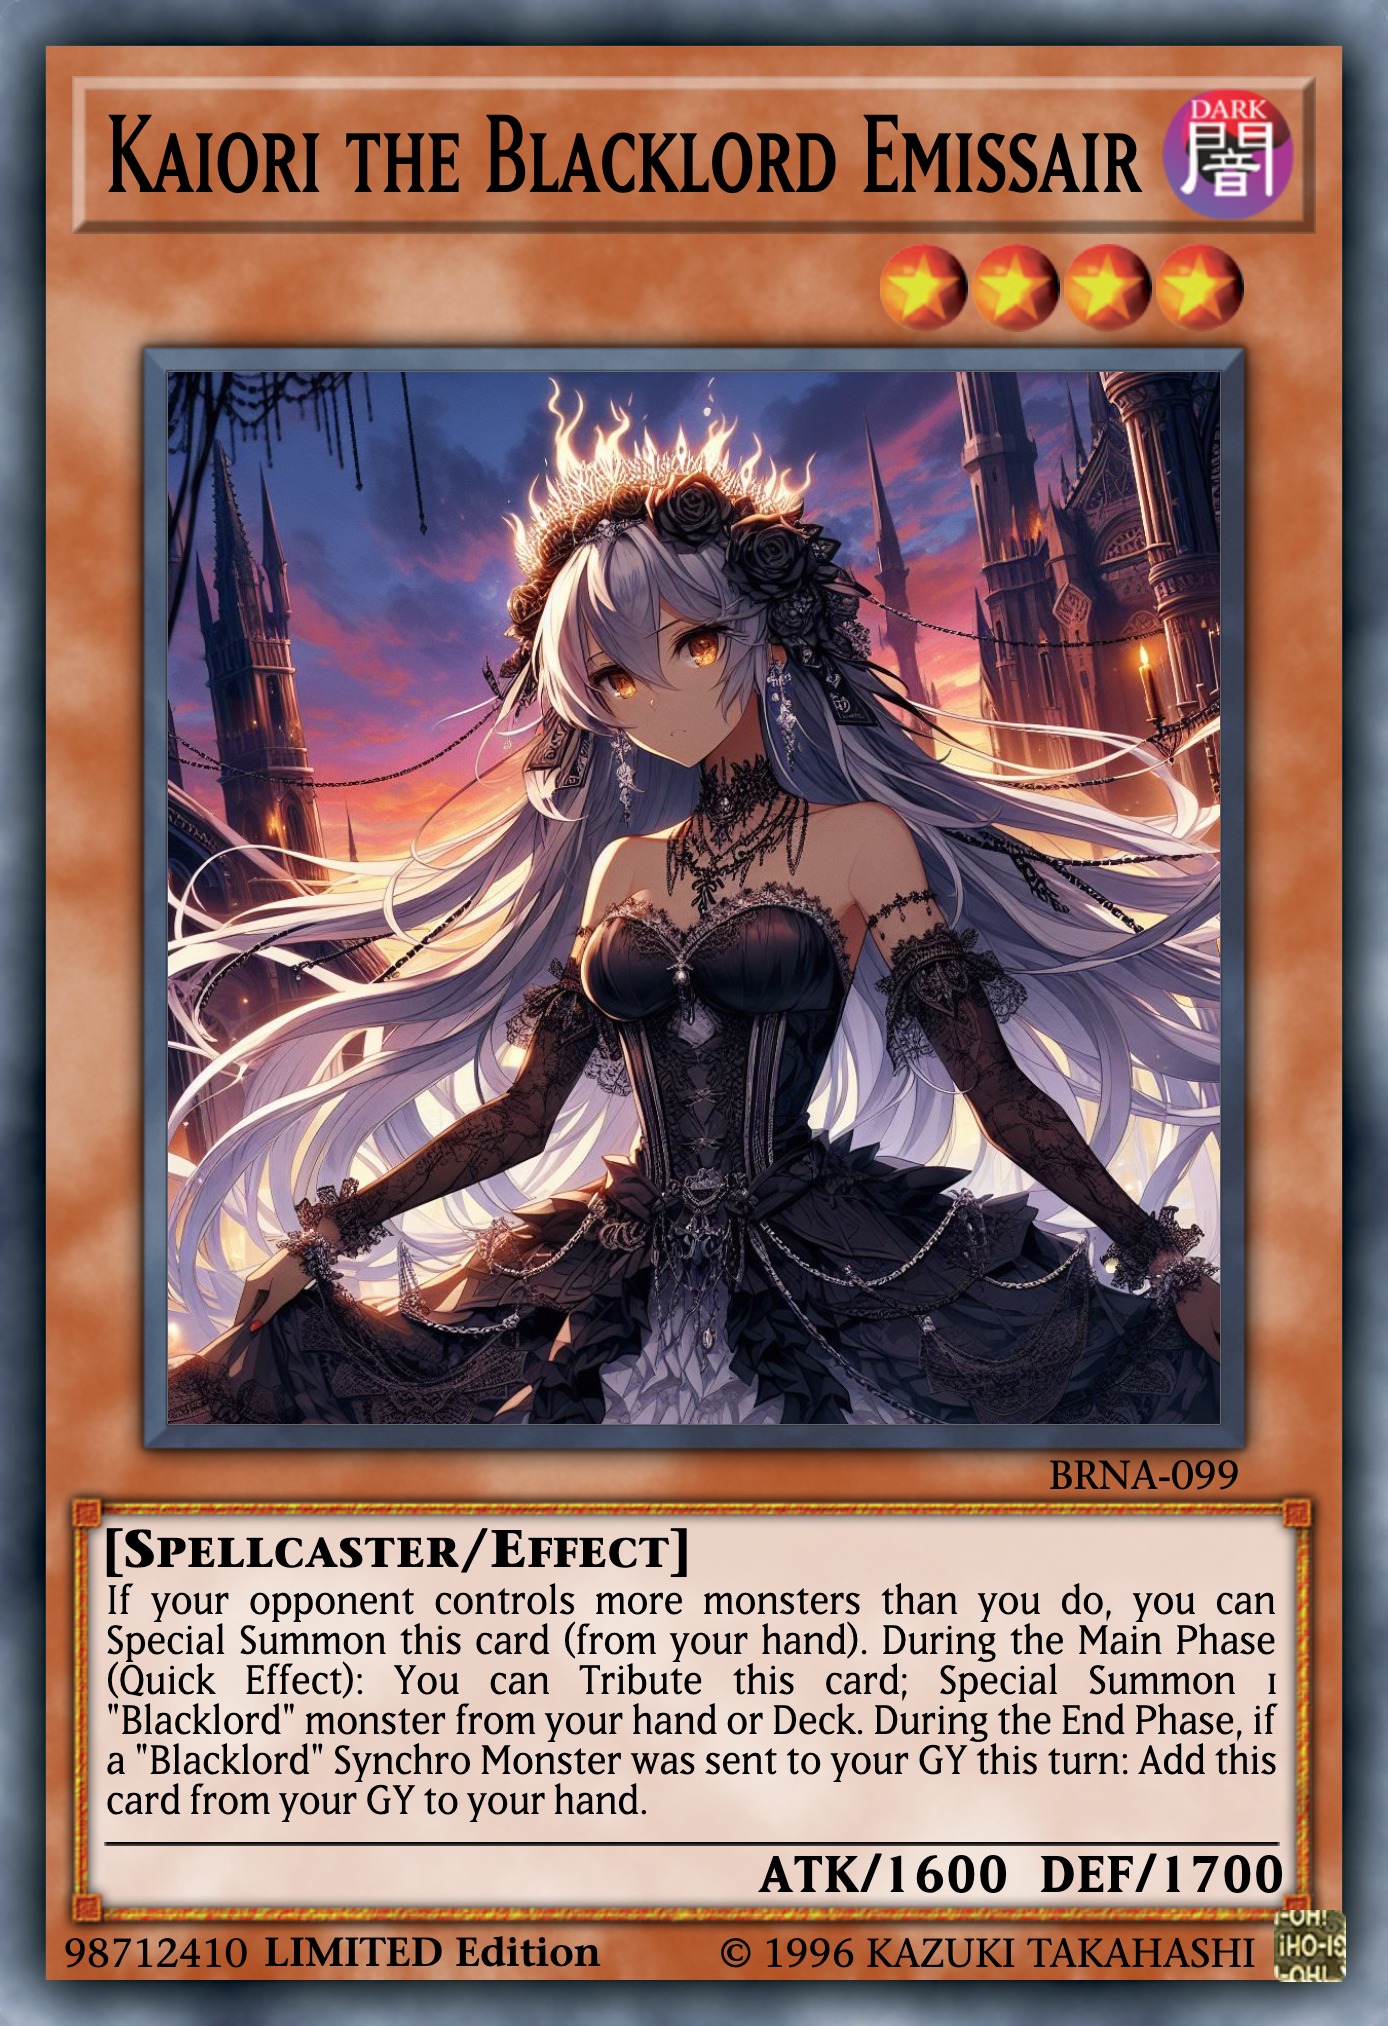 Kaiori the Blacklord Emissair
DARK
闇
BRNA-099
[Spellcaster/Effect]
If your opponent controls more monsters than you do, you can
Special Summon this card (from your hand). During the Main Phase
(Quick Effect): You can Tribute this card; Special Summon 1
"Blacklord" monster from your hand or Deck. During the End Phase, if
a "Blacklord" Synchro Monster was sent to your GY this turn: Add this
card from your GY to your hand.
ATK/1600 DEF/1700
98712410 LIMITED Edition © 1996 KAZUKI TAKAHASHI
-OH!